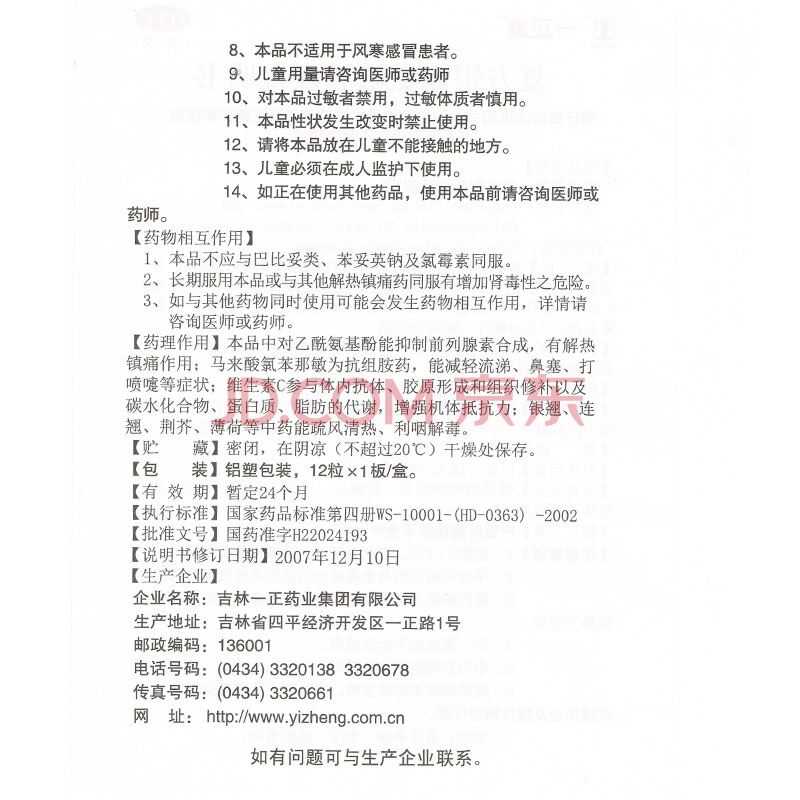 8、本品不适用于风寒感冒患者。
9、儿童用量请咨询医师或药师
10、对本品过敏者禁用，过敏体质者慎用。
11、本品性状发生改变时禁止使用。
12、请将本品放在儿童不能接触的地方。
13、儿童必须在成人监护下使用。
14、如正在使用其他药品，使用本品前请咨询医师或
药师。
【药物相互作用】
1、本品不应与巴比妥类、苯妥英钠及氯霉素同服。
2、长期服用本品或与其他解热镇痛药同服有增加肾毒性之危险。
3、如与其他药物同时使用可能会发生药物相互作用，详情请
咨询医师或药师。
【药理作用】本品中对乙酰氨基酚能抑制前列腺素合成，有解热
镇痛作用；马来酸氯苯那敏为抗组胺药，能减轻流涕、鼻塞、打
喷嚏等症状；维生素C参与体内抗体、胶原形成和组织修补以及
碳水化合物、蛋白质、脂肪的代谢，增强机体抵抗力；银翘、连
翘、荆芥、薄荷等中药能疏风清热、利咽解毒。
JD.COM 京东
【贮 藏】密闭，在阴凉（不超过20℃）干燥处保存。
【包 装】铝塑包装，12粒×1板/盒。
【有 效 期】暂定24个月
【执行标准】国家药品标准第四册WS-10001-(HD-0363) -2002
【批准文号】国药准字H22024193
【说明书修订日期】2007年12月10日
【生产企业】
企业名称：吉林一正药业集团有限公司
生产地址：吉林省四平经济开发区一正路1号
邮政编码：136001
电话号码：(0434) 3320138 3320678
传真号码：(0434) 3320661
网 址：http://www.yizheng.com.cn
如有问题可与生产企业联系。